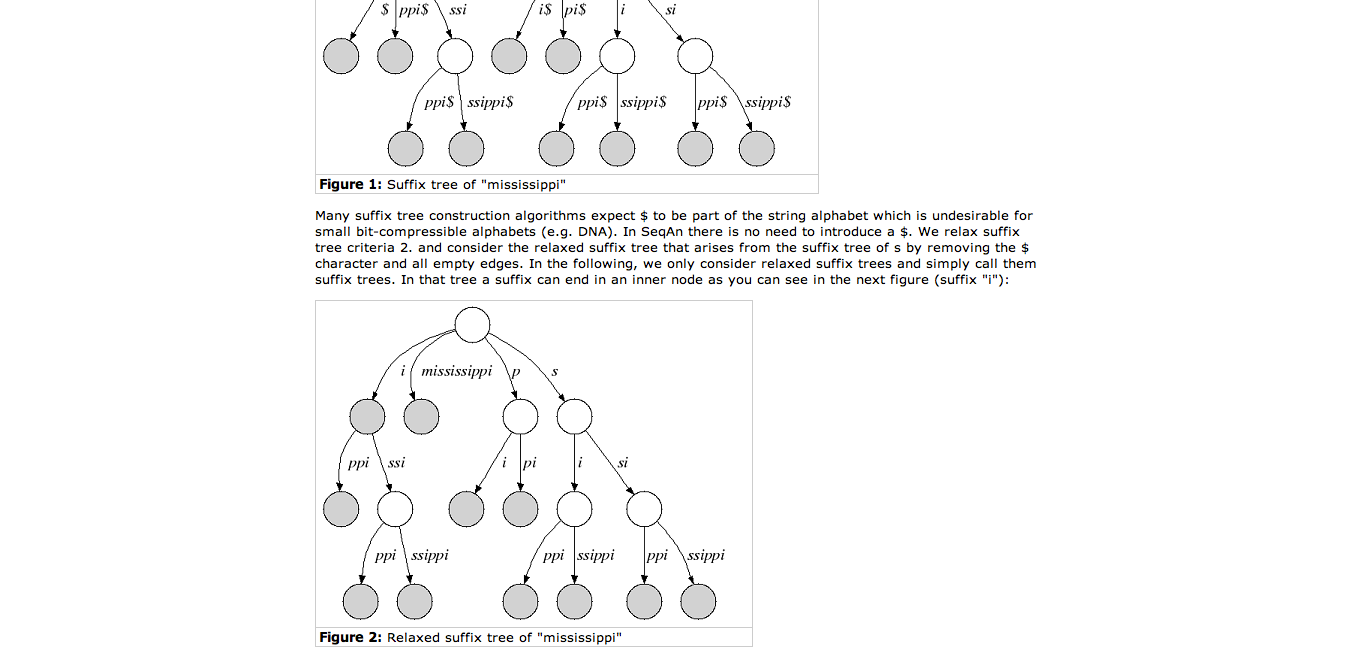 $ ppi$ ssi i$ pi$ i si
ppi$ ssippi$ ppi$ ssippi$ ppi$ ssippi$
Figure 1: Suffix tree of "mississippi"
Many suffix tree construction algorithms expect $ to be part of the string alphabet which is undesirable for
small bit-compressible alphabets (e.g. DNA). In SeqAn there is no need to introduce a $. We relax suffix
tree criteria 2. and consider the relaxed suffix tree that arises from the suffix tree of s by removing the $
character and all empty edges. In the following, we only consider relaxed suffix trees and simply call them
suffix trees. In that tree a suffix can end in an inner node as you can see in the next figure (suffix "i"):
i mississippi p s
ppi ssi i pi i si
ppi ssippi ppi ssippi ppi ssippi
Figure 2: Relaxed suffix tree of "mississippi"